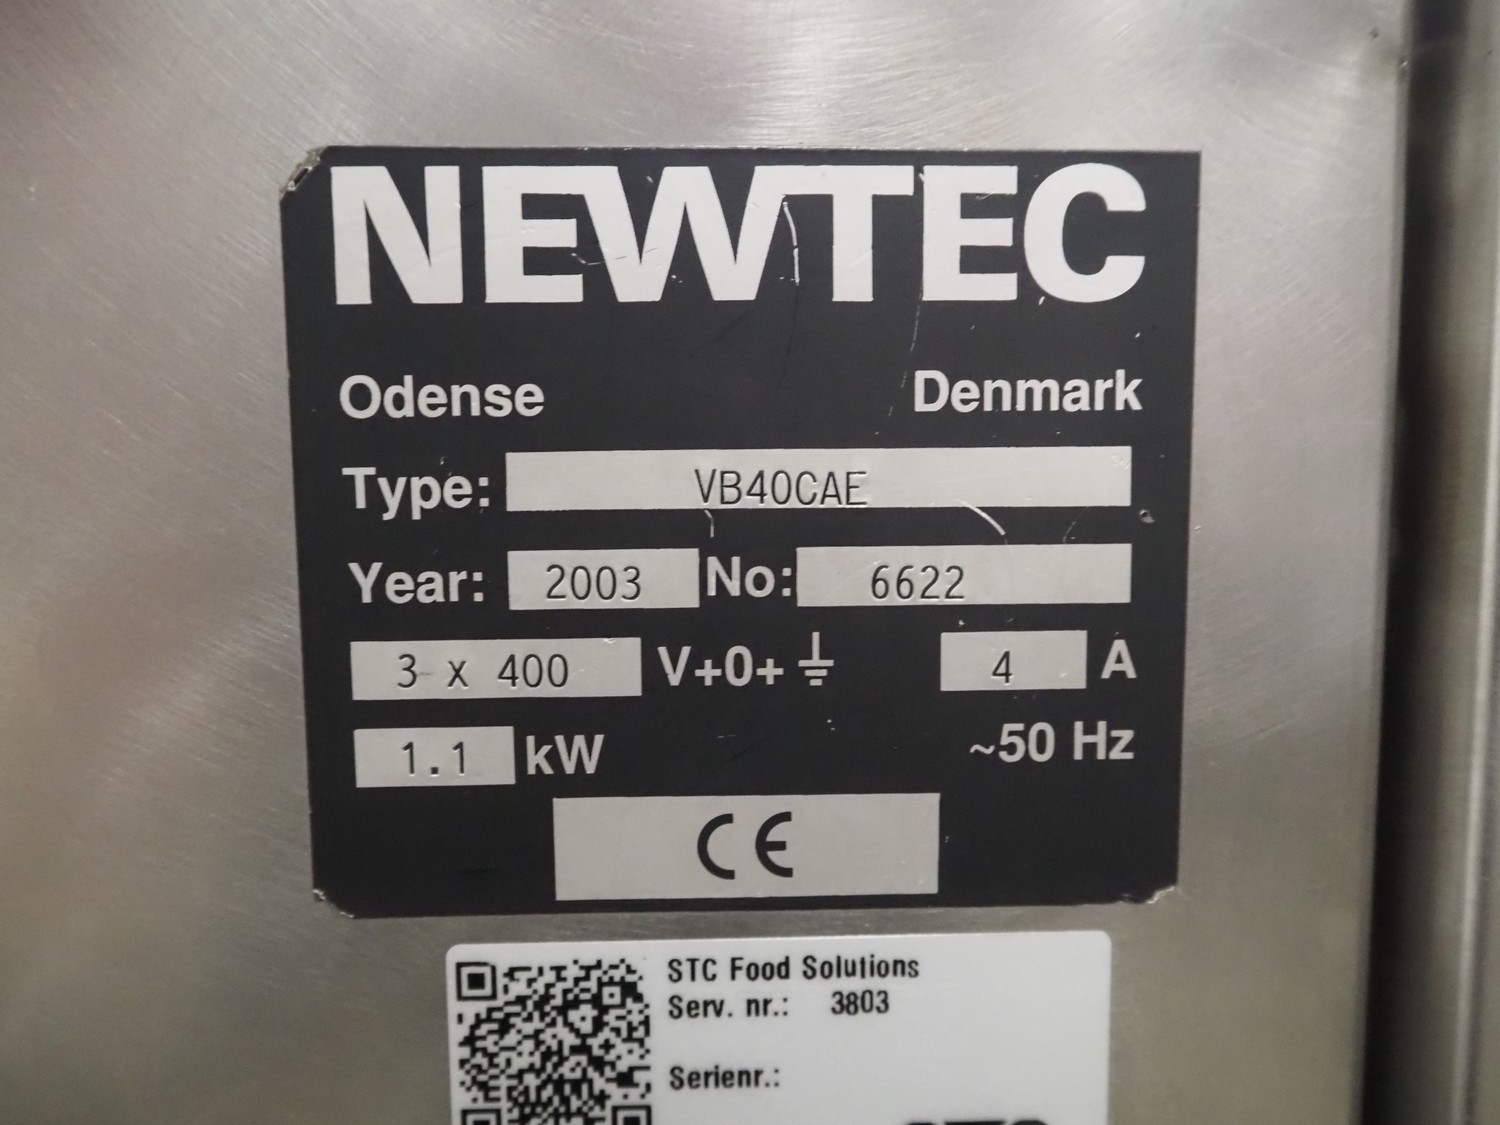 NEWTEC
Odense Denmark
Type: VB40CAE
Year: 2003 No: 6622
3 x 400 V+0+⏚ 4 A
1.1 kW ~50 Hz
CE
STC Food Solutions
Serv. nr.: 3803
Serienr.: